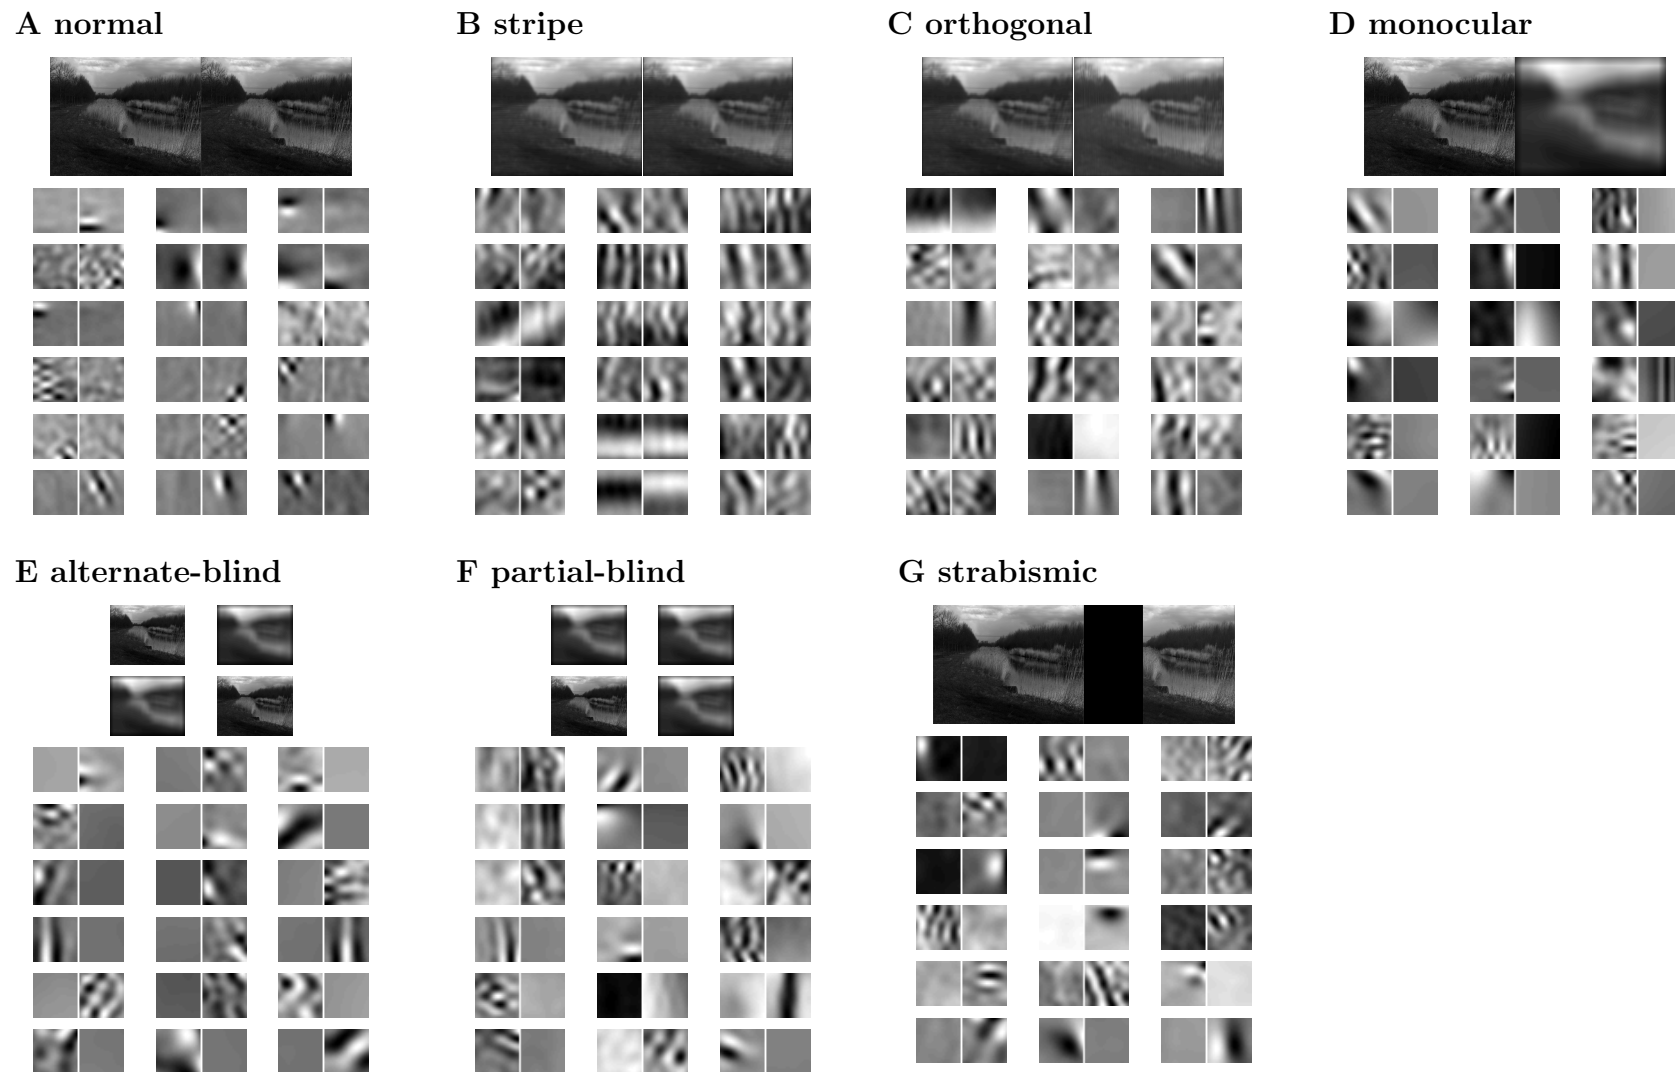 A normal
B stripe
C orthogonal
D monocular
E alternate-blind
F partial-blind
G strabismic